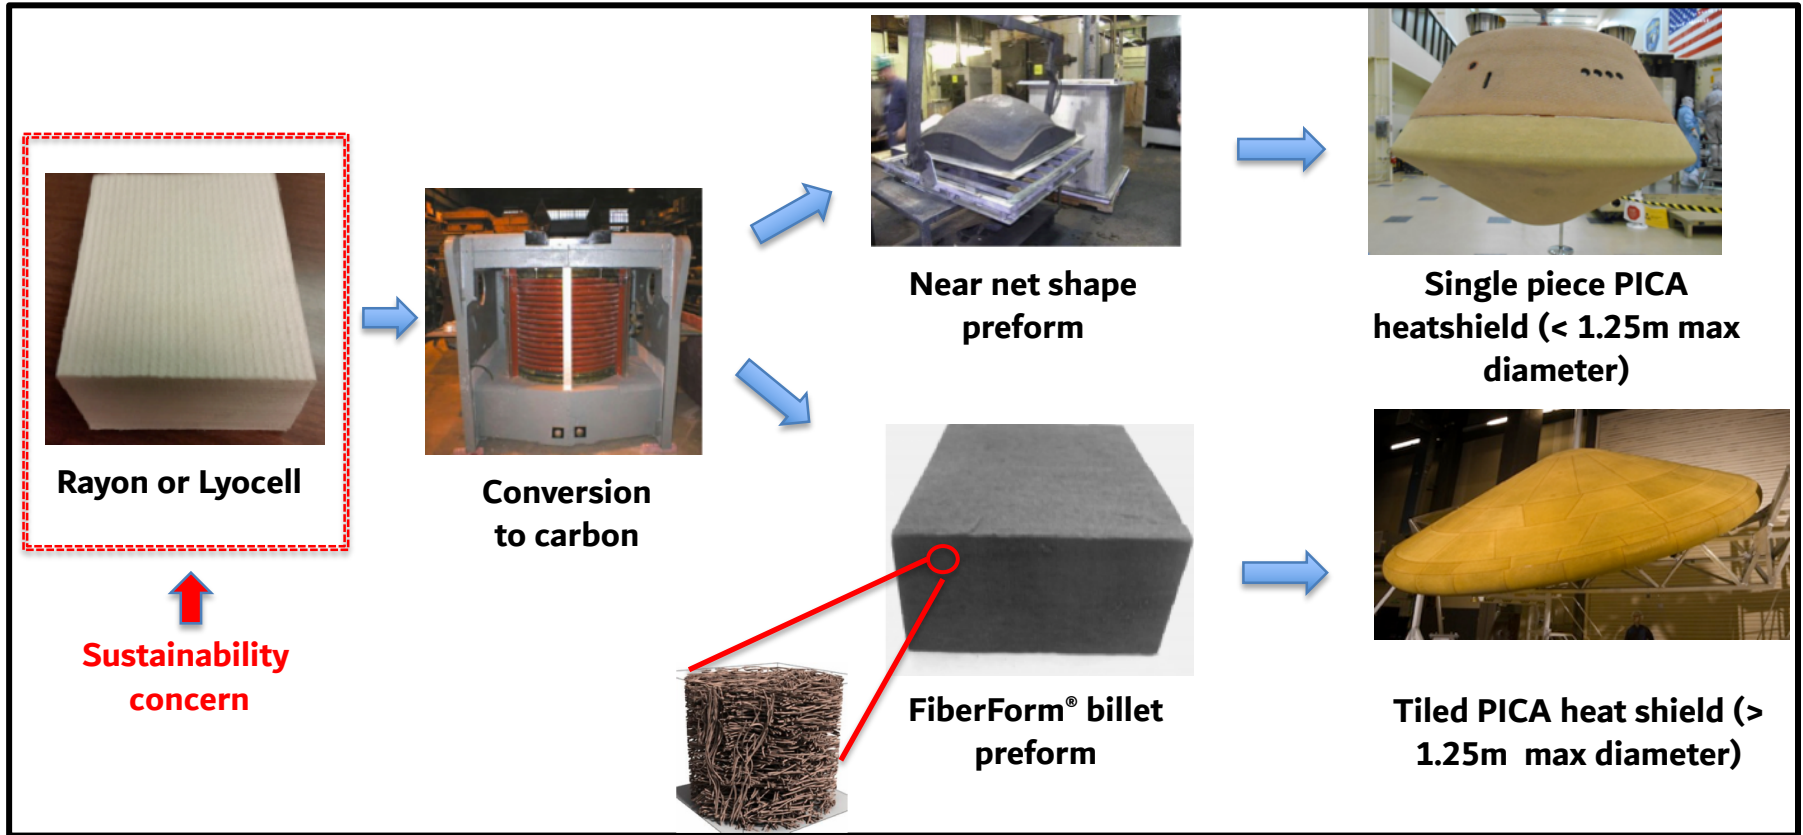 Rayon or Lyocell
Sustainability
concern
Conversion
to carbon
Near net shape
preform
Single piece PICA
heatshield (< 1.25m max
diameter)
FiberForm® billet
preform
Tiled PICA heat shield (>
1.25m  max diameter)